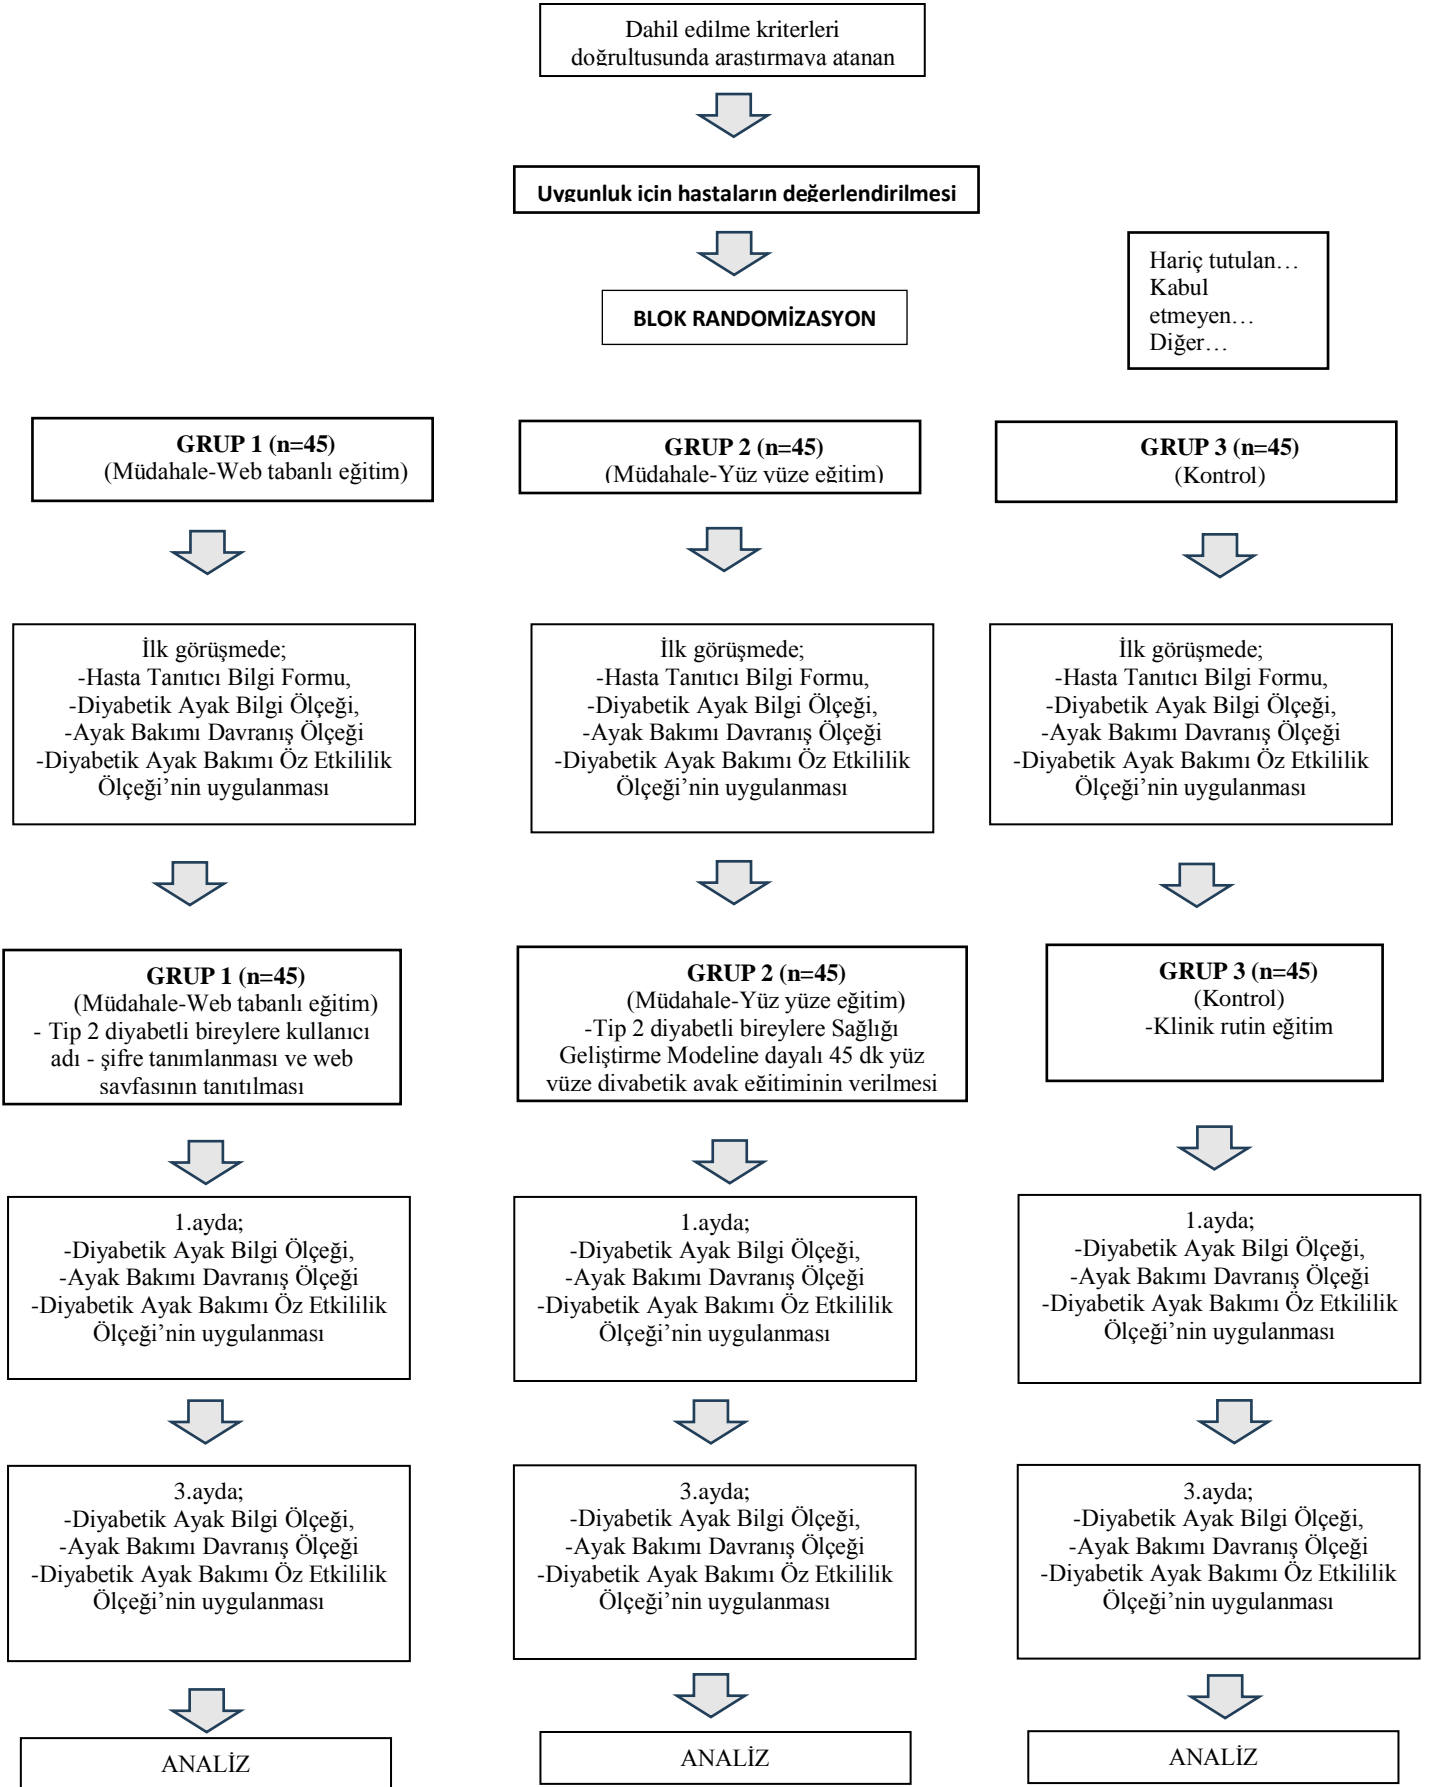 Dahil edilme kriterleri
doğrultusunda araştırmaya atanan
Uygunluk için hastaların değerlendirilmesi
Hariç tutulan…
Kabul
etmeyen…
Diğer…
BLOK RANDOMİZASYON
GRUP 1 (n=45)
(Müdahale-Web tabanlı eğitim)
GRUP 2 (n=45)
(Müdahale-Yüz yüze eğitim)
GRUP 3 (n=45)
(Kontrol)
İlk görüşmede;
-Hasta Tanıtıcı Bilgi Formu,
-Diyabetik Ayak Bilgi Ölçeği,
-Ayak Bakımı Davranış Ölçeği
-Diyabetik Ayak Bakımı Öz Etkililik
Ölçeği’nin uygulanması
İlk görüşmede;
-Hasta Tanıtıcı Bilgi Formu,
-Diyabetik Ayak Bilgi Ölçeği,
-Ayak Bakımı Davranış Ölçeği
-Diyabetik Ayak Bakımı Öz Etkililik
Ölçeği’nin uygulanması
İlk görüşmede;
-Hasta Tanıtıcı Bilgi Formu,
-Diyabetik Ayak Bilgi Ölçeği,
-Ayak Bakımı Davranış Ölçeği
-Diyabetik Ayak Bakımı Öz Etkililik
Ölçeği’nin uygulanması
GRUP 1 (n=45)
(Müdahale-Web tabanlı eğitim)
- Tip 2 diyabetli bireylere kullanıcı
adı - şifre tanımlanması ve web
sayfasının tanıtılması
GRUP 2 (n=45)
(Müdahale-Yüz yüze eğitim)
-Tip 2 diyabetli bireylere Sağlığı
Geliştirme Modeline dayalı 45 dk yüz
yüze diyabetik ayak eğitiminin verilmesi
GRUP 3 (n=45)
(Kontrol)
-Klinik rutin eğitim
1.ayda;
-Diyabetik Ayak Bilgi Ölçeği,
-Ayak Bakımı Davranış Ölçeği
-Diyabetik Ayak Bakımı Öz Etkililik
Ölçeği’nin uygulanması
1.ayda;
-Diyabetik Ayak Bilgi Ölçeği,
-Ayak Bakımı Davranış Ölçeği
-Diyabetik Ayak Bakımı Öz Etkililik
Ölçeği’nin uygulanması
1.ayda;
-Diyabetik Ayak Bilgi Ölçeği,
-Ayak Bakımı Davranış Ölçeği
-Diyabetik Ayak Bakımı Öz Etkililik
Ölçeği’nin uygulanması
3.ayda;
-Diyabetik Ayak Bilgi Ölçeği,
-Ayak Bakımı Davranış Ölçeği
-Diyabetik Ayak Bakımı Öz Etkililik
Ölçeği’nin uygulanması
3.ayda;
-Diyabetik Ayak Bilgi Ölçeği,
-Ayak Bakımı Davranış Ölçeği
-Diyabetik Ayak Bakımı Öz Etkililik
Ölçeği’nin uygulanması
3.ayda;
-Diyabetik Ayak Bilgi Ölçeği,
-Ayak Bakımı Davranış Ölçeği
-Diyabetik Ayak Bakımı Öz Etkililik
Ölçeği’nin uygulanması
ANALİZ
ANALİZ
ANALİZ